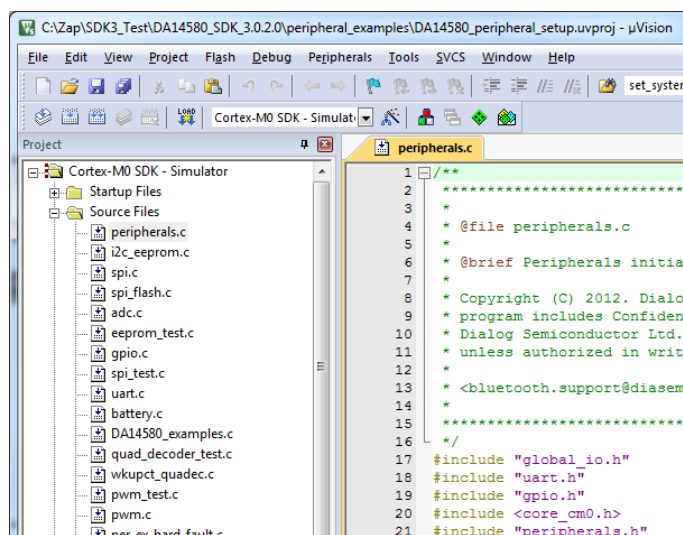 C:\Zap\SDK3_Test\DA14580_SDK_3.0.2.0\peripheral_examples\DA14580_peripheral_setup.uvproj - µVision
File Edit View Project Flash Debug Peripherals Tools SVCS Window Help
set_system
LOAD Cortex-M0 SDK - Simulat
Project
peripherals.c
Cortex-M0 SDK - Simulator
Startup Files
Source Files
peripherals.c
i2c_eeprom.c
spi.c
spi_flash.c
adc.c
eeprom_test.c
gpio.c
spi_test.c
uart.c
battery.c
DA14580_examples.c
quad_decoder_test.c
wkupct_quadec.c
pwm_test.c
pwm.c
per_ex_hard_fault.c
1 /**
2 ****************************
3 *
4 * @file peripherals.c
5 *
6 * @brief Peripherals initia
7 *
8 * Copyright (C) 2012. Dialo
9 * program includes Confiden
10 * Dialog Semiconductor Ltd.
11 * unless authorized in writ
12 *
13 * <bluetooth.support@diasem
14 *
15 ****************************
16 */
17 #include "global_io.h"
18 #include "uart.h"
19 #include "gpio.h"
20 #include <core_cm0.h>
21 #include "peripherals.h"